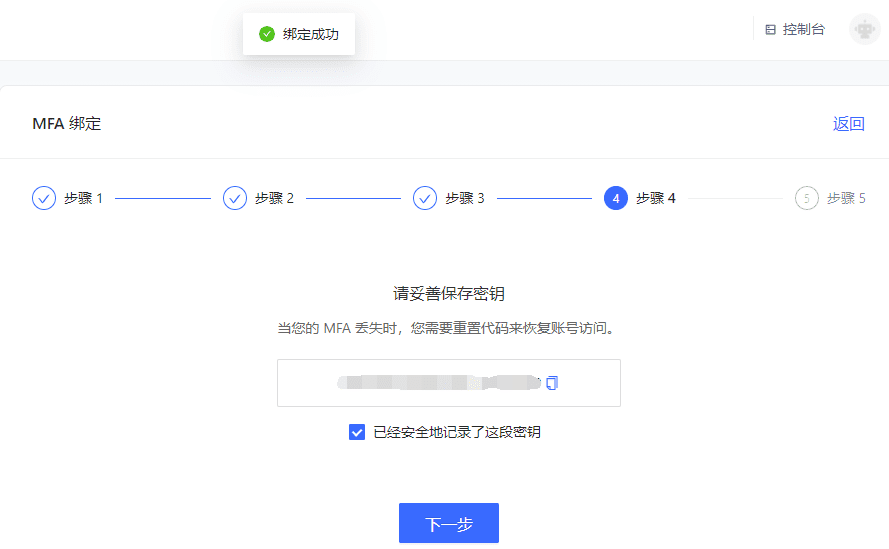 绑定成功
控制台
MFA 绑定
返回
步骤 1
步骤 2
步骤 3
4 步骤 4
5 步骤 5
请妥善保存密钥
当您的 MFA 丢失时，您需要重置代码来恢复账号访问。
已经安全地记录了这段密钥
下一步